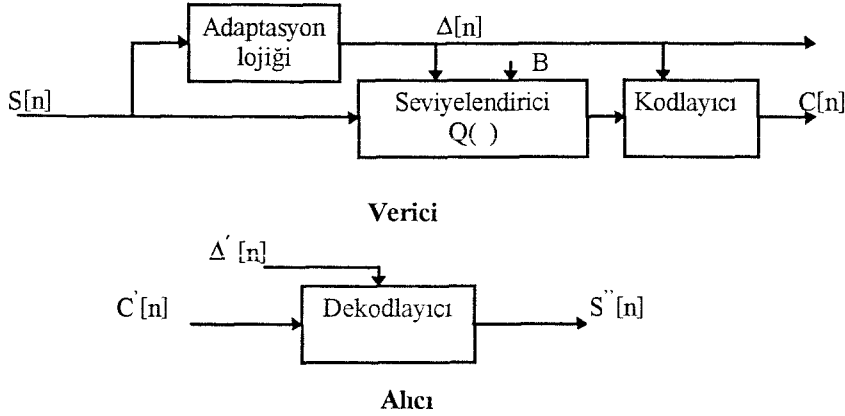 Adaptasyon
lojiği
Δ[n]
B
S[n]
Seviyelendirici
Q( )
Kodlayıcı
C[n]
Verici
Δ' [n]
C'[n]
Dekodlayıcı
S''[n]
Alıcı